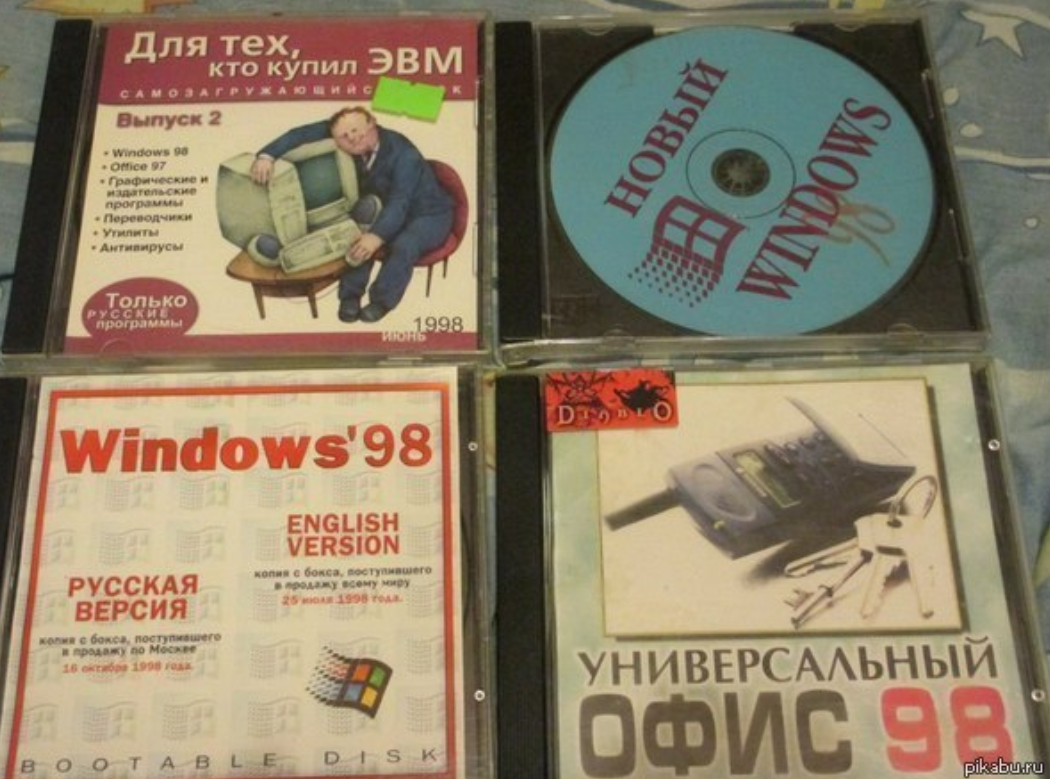 Для тех,
кто купил ЭВМ
Выпуск 2
• Windows 98
• Office 97
• Графические и
издательские
программы
• Переводчики
• Утилиты
• Антивирусы
Только
РУССКИЕ
программы
1998
ИЮНЬ
НОВЫЙ
WINDOWS
98
Windows'98
ENGLISH
VERSION
копия с бокса, поступившего
в продажу всему миру
25 июля 1998 года.
РУССКАЯ
ВЕРСИЯ
копия с бокса, поступившего
в продажу по Москве
16 октября 1998 года.
BOOTABLE DISK
DIABLO
УНИВЕРСАЛЬНЫЙ
ОФИС 98
pikabu.ru